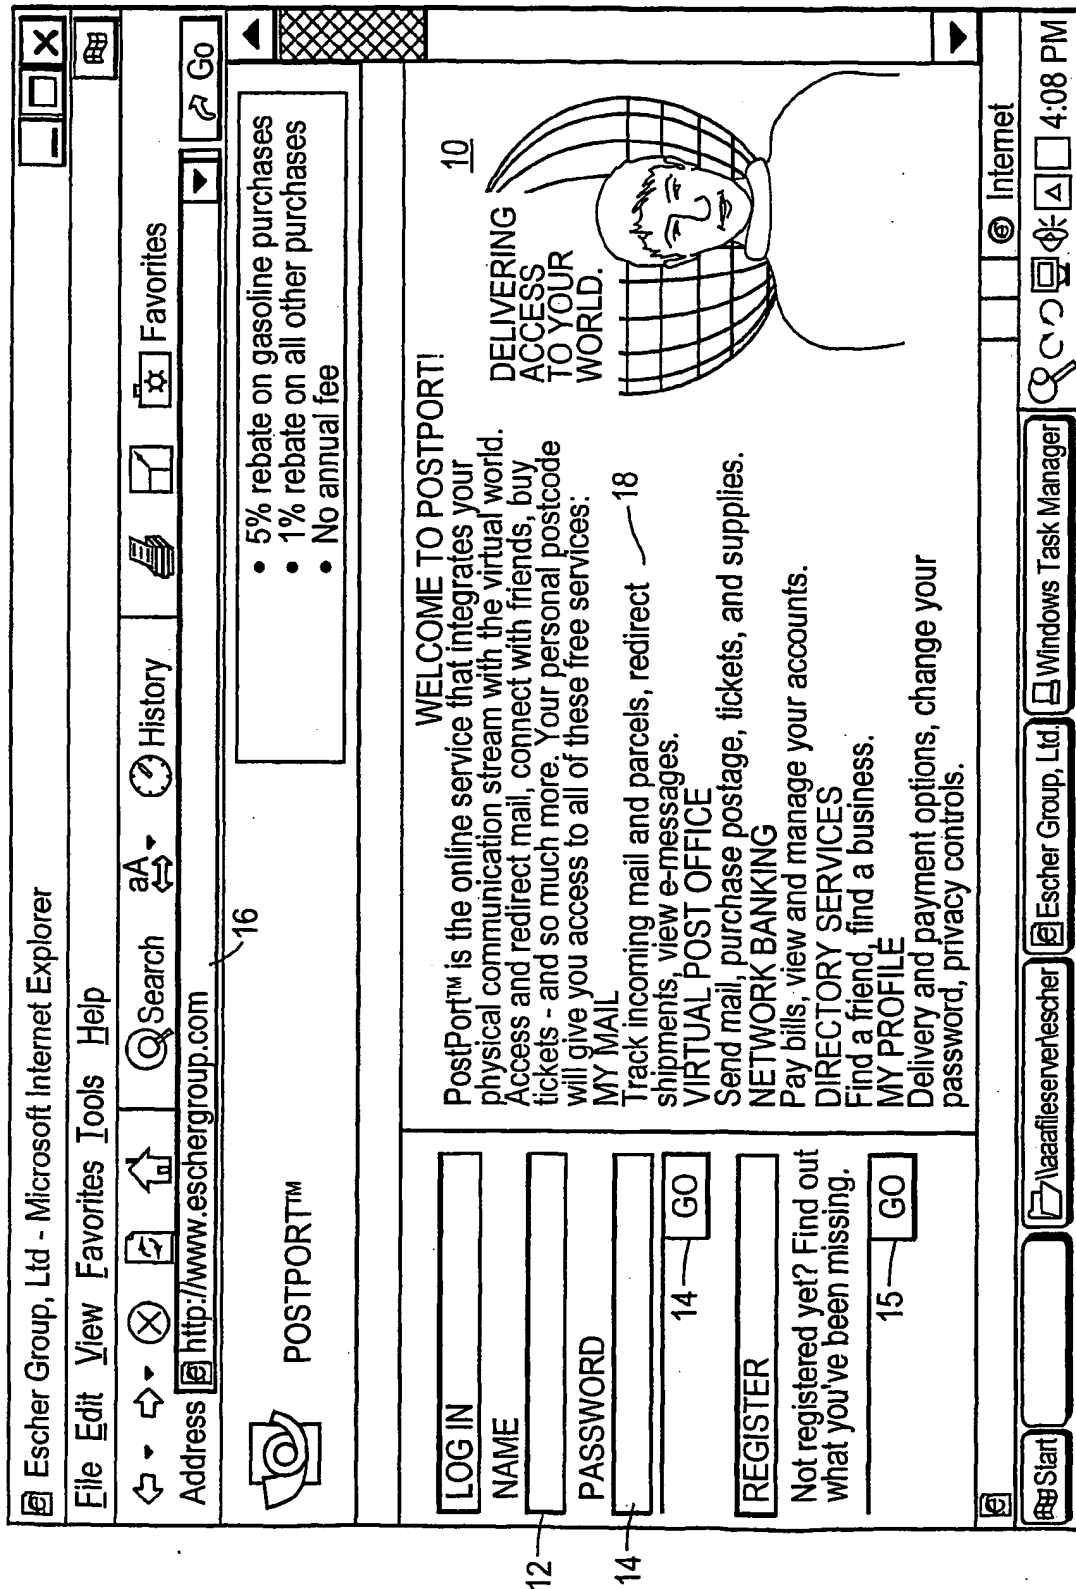 Escher Group, Ltd - Microsoft Internet Explorer
File Edit View Favorites Tools Help
Search aA History Favorites
Address http://www.eschergroup.com Go
16
POSTPORT™
• 5% rebate on gasoline purchases
• 1% rebate on all other purchases
• No annual fee
LOG IN
NAME
12
PASSWORD
14
14 GO
REGISTER
Not registered yet? Find out
what you've been missing.
15 GO
WELCOME TO POSTPORT!
PostPort™ is the online service that integrates your
physical communication stream with the virtual world.
Access and redirect mail, connect with friends, buy
tickets - and so much more. Your personal postcode
will give you access to all of these free services:
MY MAIL
Track incoming mail and parcels, redirect 18
shipments, view e-messages.
VIRTUAL POST OFFICE
Send mail, purchase postage, tickets, and supplies.
NETWORK BANKING
Pay bills, view and manage your accounts.
DIRECTORY SERVICES
Find a friend, find a business.
MY PROFILE
Delivery and payment options, change your
password, privacy controls.
10
DELIVERING
ACCESS
TO YOUR
WORLD.
Internet
Start \\aaafileserver\escher Escher Group, Ltd. Windows Task Manager 4:08 PM